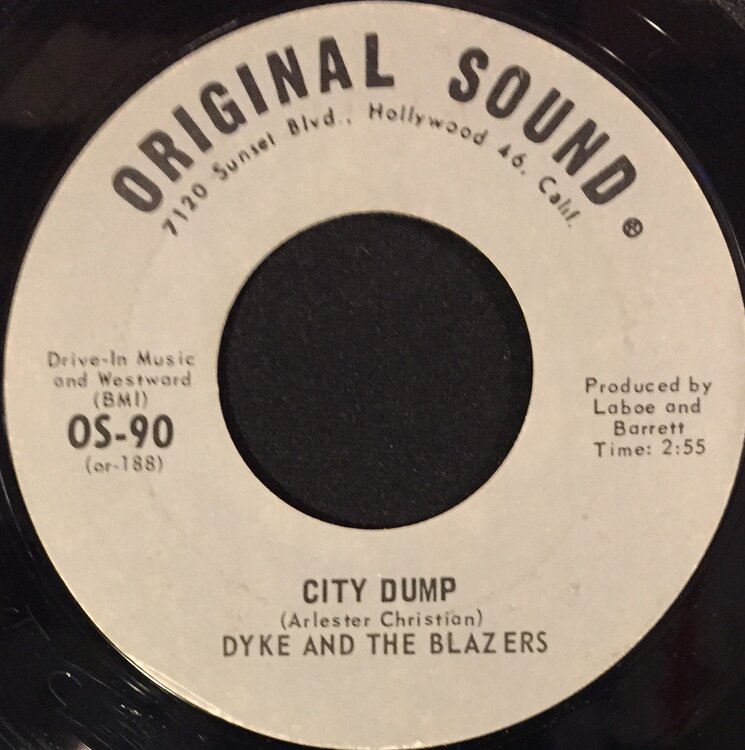 ORIGINAL SOUND®
7120 Sunset Blvd., Hollywood 46, Calif.
Drive-In Music
and Westward
(BMI)
OS-90
(or-188)
Produced by
Laboe and
Barrett
Time: 2:55
CITY DUMP
(Arlester Christian)
DYKE AND THE BLAZERS